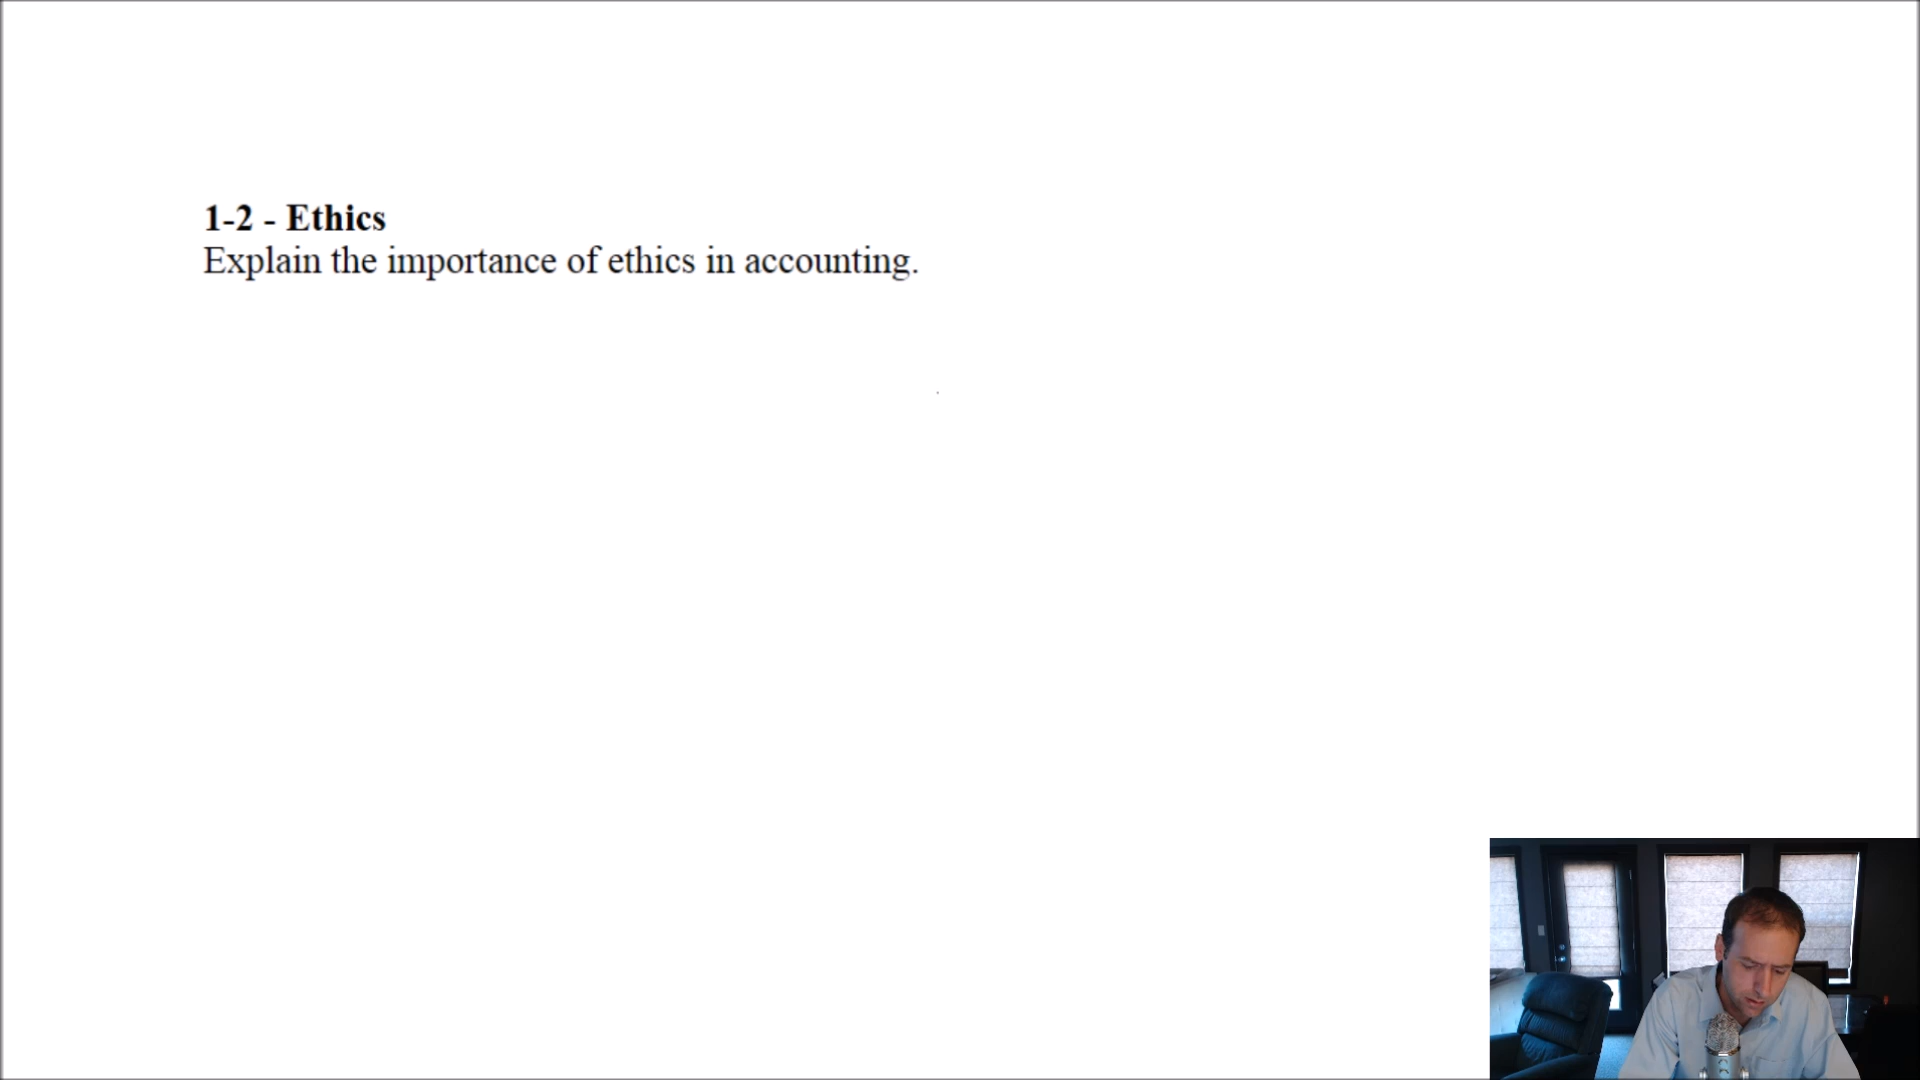 1-2 - Ethics
Explain the importance of ethics in accounting.